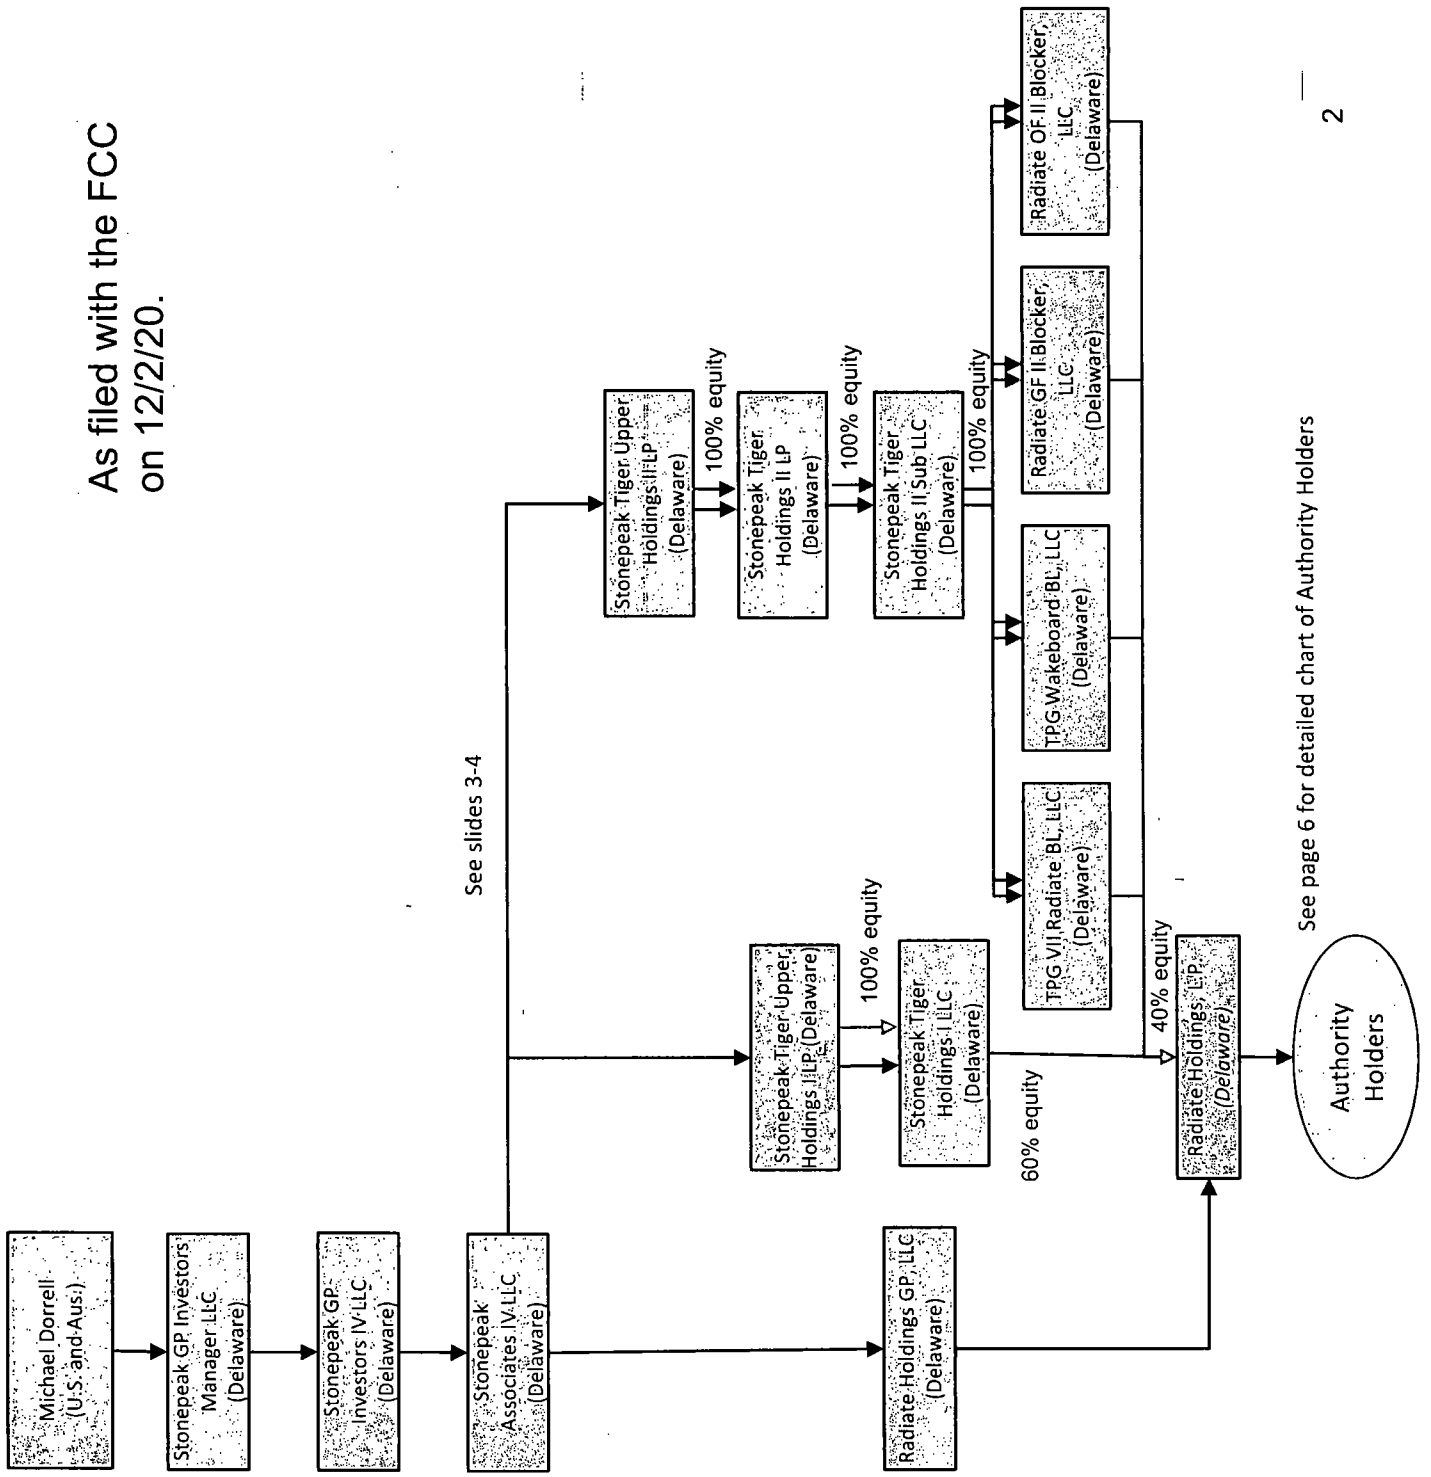 As filed with the FCC
on 12/2/20.
Michael Dorrell
(U.S. and Aus.)
Stonepeak GP Investors
Manager LLC
(Delaware)
Stonepeak GP
Investors IV LLC
(Delaware)
Stonepeak
Associates IV LLC
(Delaware)
See slides 3-4
Stonepeak Tiger Upper
Holdings II LP
(Delaware)
100% equity
Stonepeak Tiger
Holdings II LP
(Delaware)
100% equity
Stonepeak Tiger
Holdings II Sub LLC
(Delaware)
100% equity
Stonepeak Tiger Upper
Holdings I LP (Delaware)
100% equity
Stonepeak Tiger
Holdings I LLC
(Delaware)
60% equity
Radiate Holdings GP, LLC
(Delaware)
TPG VII Radiate BL, LLC
(Delaware)
TPG Wakeboard BL, LLC
(Delaware)
Radiate GF II Blocker,
LLC
(Delaware)
Radiate OF II Blocker,
LLC
(Delaware)
40% equity
Radiate Holdings, L.P.
(Delaware)
Authority
Holders
See page 6 for detailed chart of Authority Holders
2